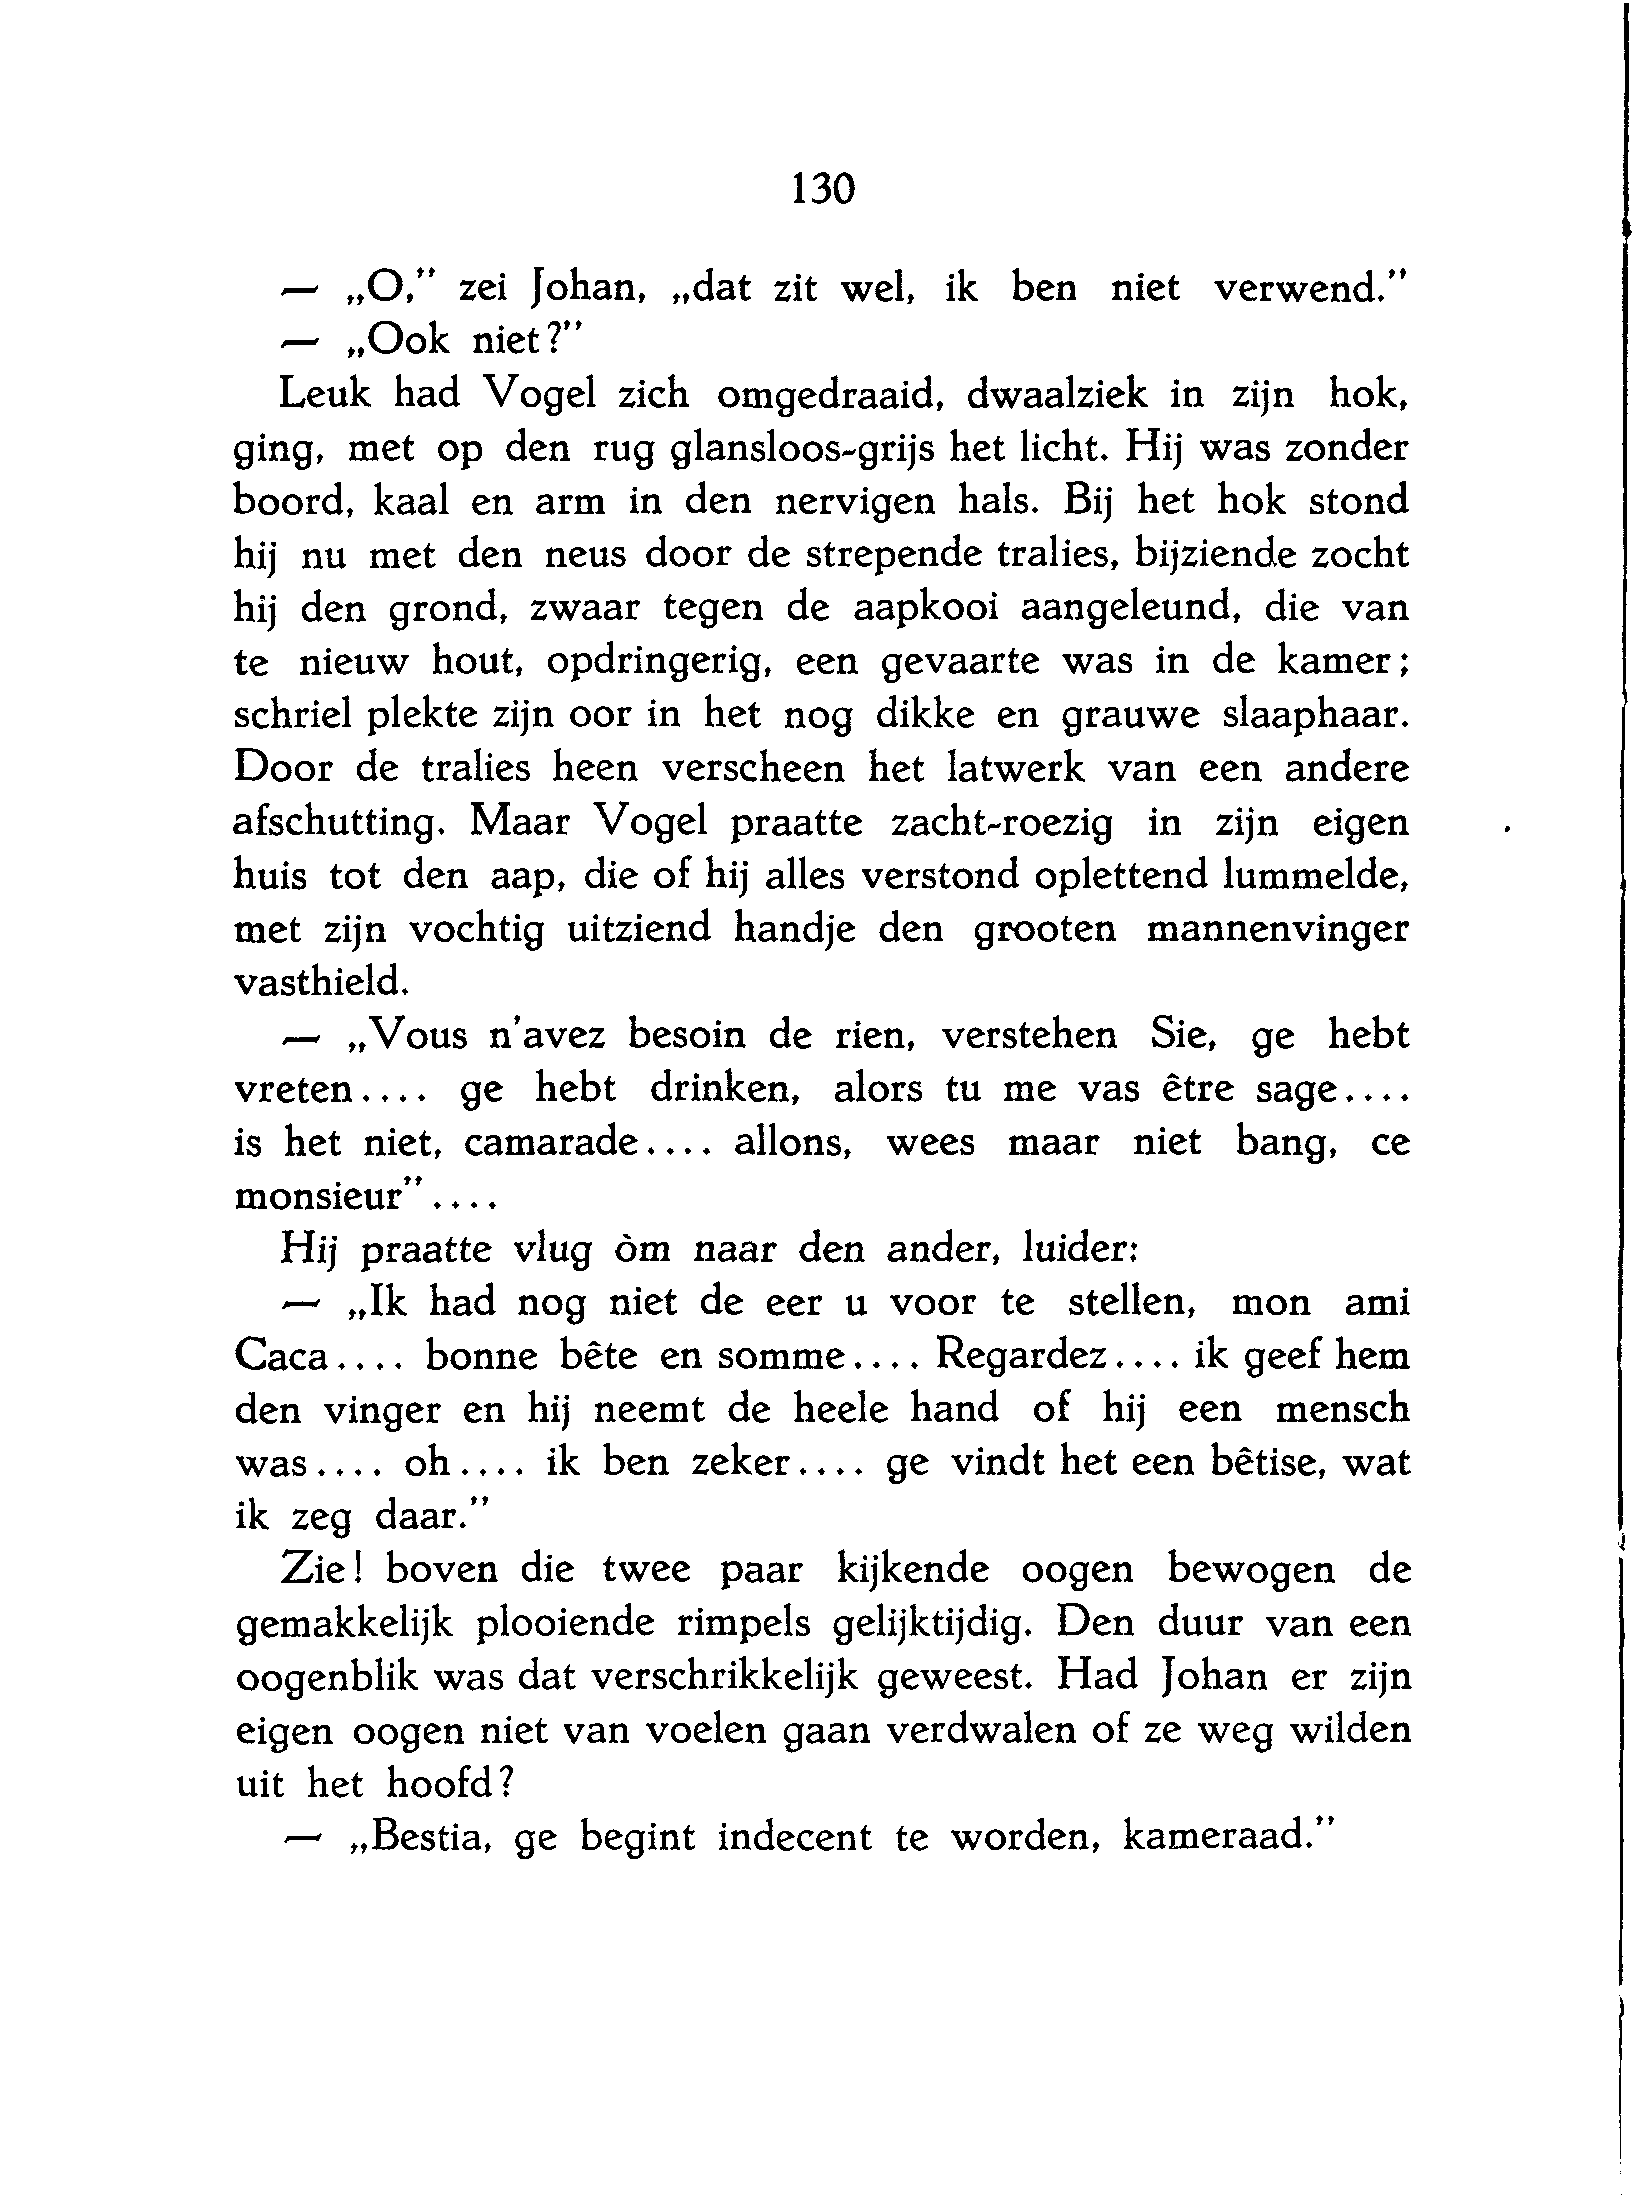 130
— „O,” zei Johan, „dat zit wel, ik ben niet verwend.”
— „Ook niet?”
Leuk had Vogel zich omgedraaid, dwaalziek in zijn hok,
ging, met op den rug glansloos-grijs het licht. Hij was zonder
boord, kaal en arm in den nervigen hals. Bij het hok stond
hij nu met den neus door de strepende tralies, bijziende zocht
hij den grond, zwaar tegen de aapkooi aangeleund, die van
te nieuw hout, opdringerig, een gevaarte was in de kamer;
schriel plekte zijn oor in het nog dikke en grauwe slaaphaar.
Door de tralies heen verscheen het latwerk van een andere
afschutting. Maar Vogel praatte zacht-roezig in zijn eigen
huis tot den aap, die of hij alles verstond oplettend lummelde,
met zijn vochtig uitziend handje den grooten mannenvinger
vasthield.
— „Vous n'avez besoin de rien, verstehen Sie, ge hebt
vreten.... ge hebt drinken, alors tu me vas être sage....
is het niet, camarade.... allons, wees maar niet bang, ce
monsieur”....
Hij praatte vlug òm naar den ander, luider:
— „Ik had nog niet de eer u voor te stellen, mon ami
Caca.... bonne bête en somme.... Regardez.... ik geef hem
den vinger en hij neemt de heele hand of hij een mensch
was.... oh.... ik ben zeker.... ge vindt het een bêtise, wat
ik zeg daar.”
Zie! boven die twee paar kijkende oogen bewogen de
gemakkelijk plooiende rimpels gelijktijdig. Den duur van een
oogenblik was dat verschrikkelijk geweest. Had Johan er zijn
eigen oogen niet van voelen gaan verdwalen of ze weg wilden
uit het hoofd?
— „Bestia, ge begint indecent te worden, kameraad.”